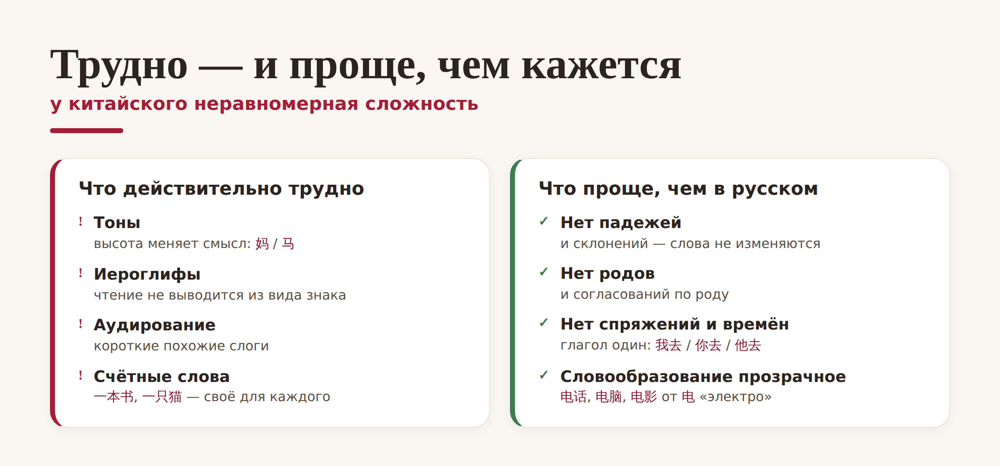 Трудно — и проще, чем кажется
у китайского неравномерная сложность
Что действительно трудно
! Тоны
высота меняет смысл: 妈 / 马
! Иероглифы
чтение не выводится из вида знака
! Аудирование
короткие похожие слоги
! Счётные слова
一本书, 一只猫 — своё для каждого
Что проще, чем в русском
✓ Нет падежей
и склонений — слова не изменяются
✓ Нет родов
и согласований по роду
✓ Нет спряжений и времён
глагол один: 我去 / 你去 / 他去
✓ Словообразование прозрачное
电话, 电脑, 电影 от 电 «электро»